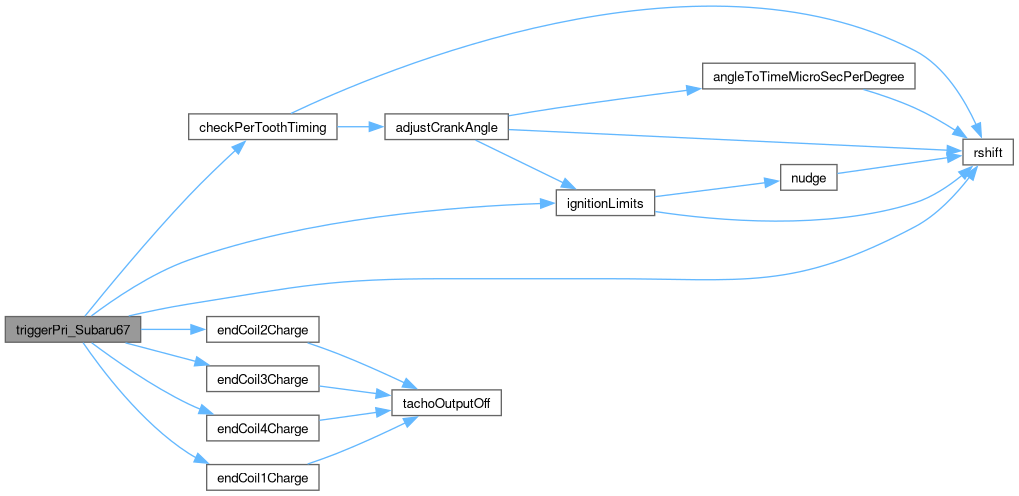 angleToTimeMicroSecPerDegree
checkPerToothTiming
adjustCrankAngle
rshift
nudge
ignitionLimits
triggerPri_Subaru67
endCoil2Charge
endCoil3Charge
tachoOutputOff
endCoil4Charge
endCoil1Charge